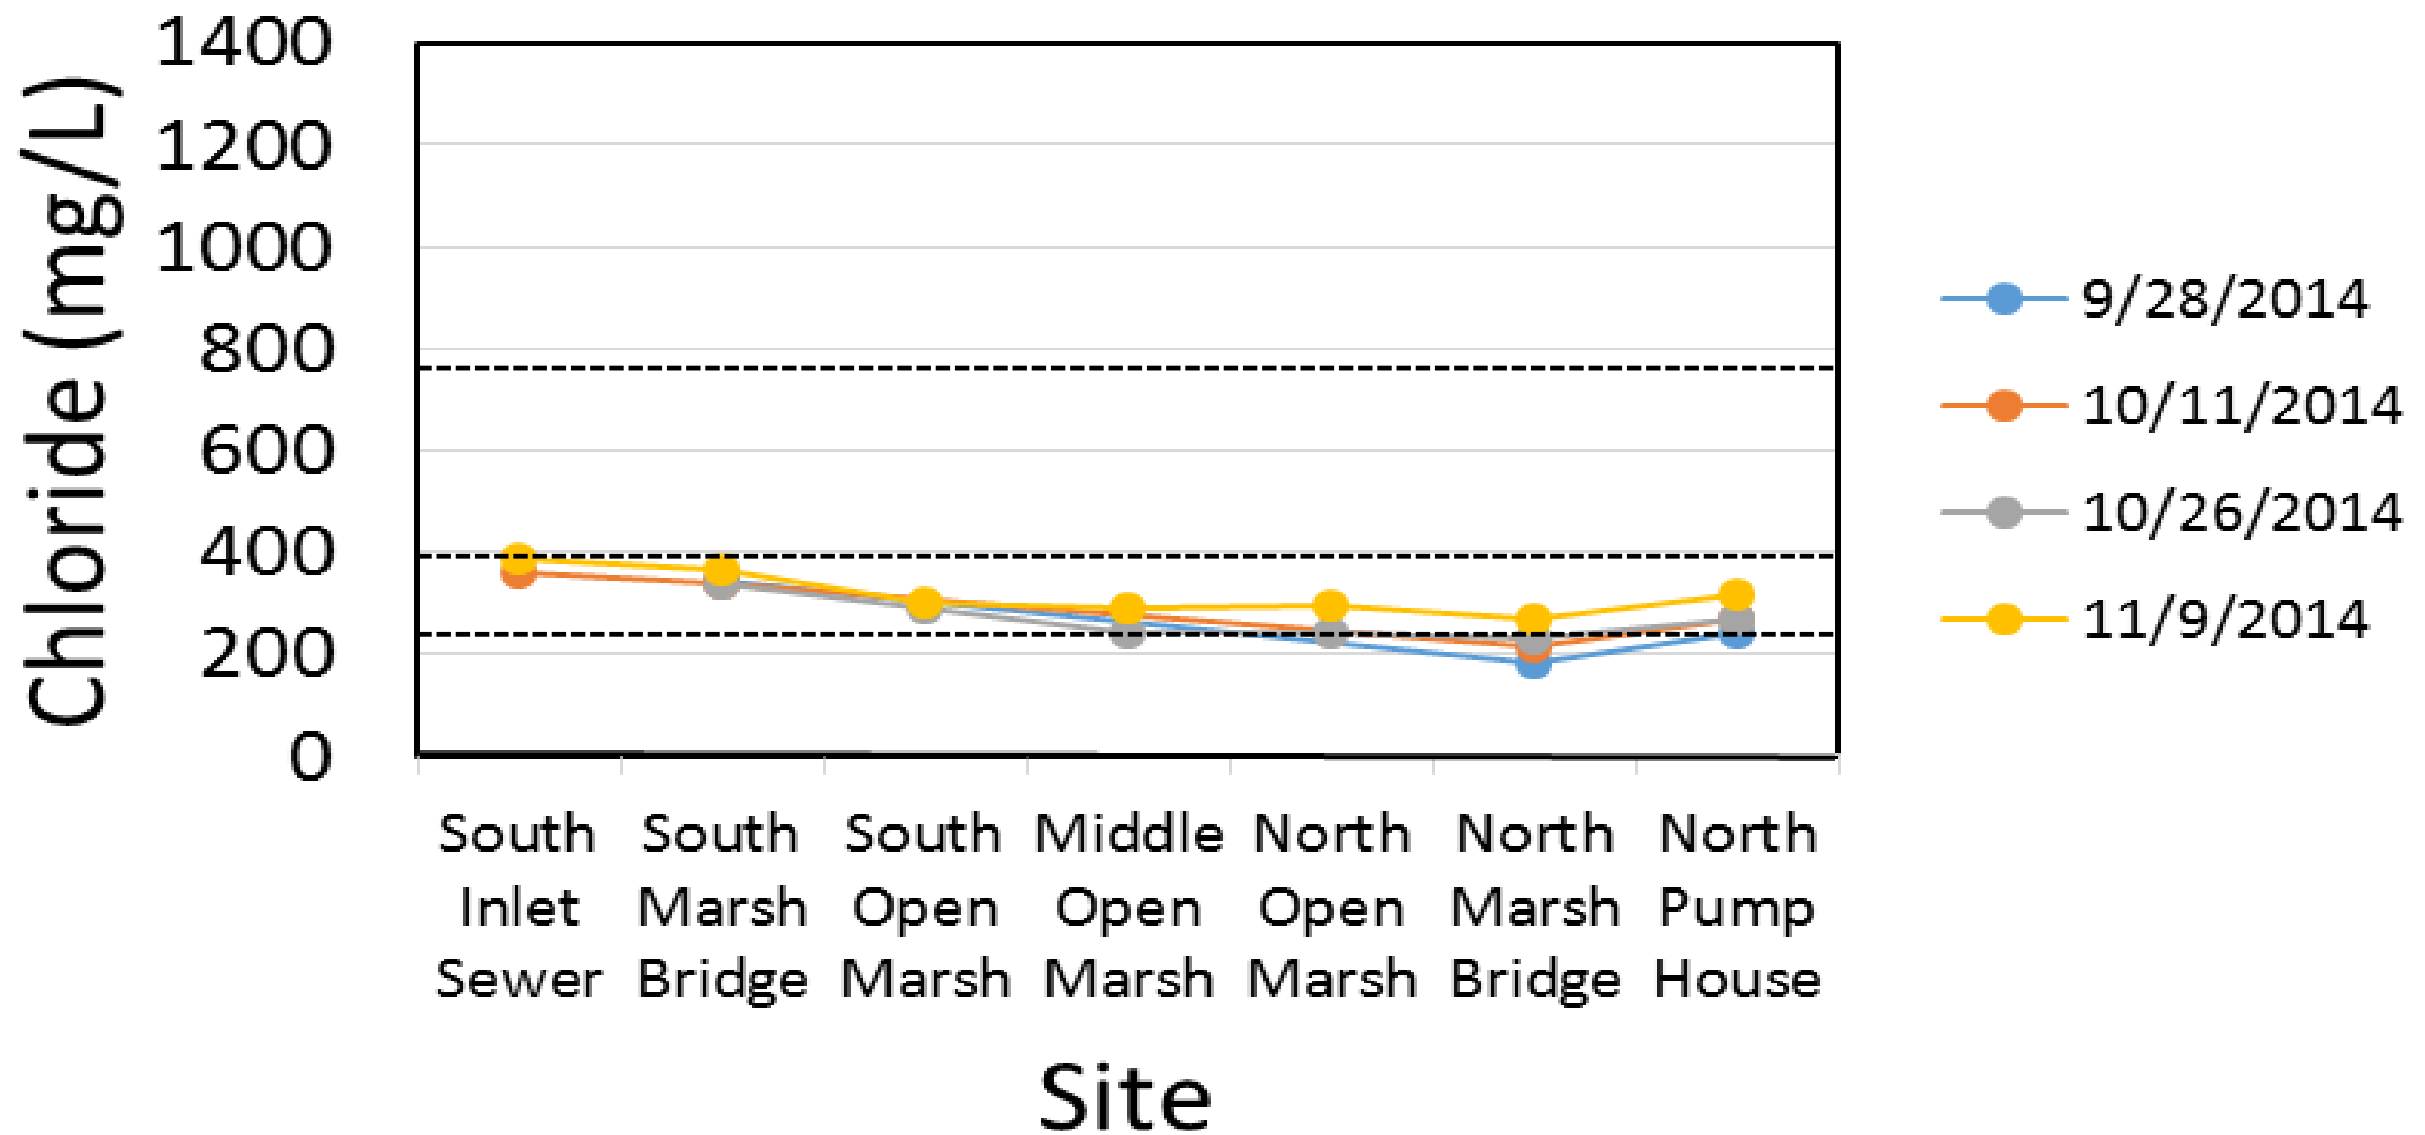 Chloride (mg/L)
1400
1200
1000
800
600
400
200
0
South Inlet Sewer
South Marsh Bridge
South Open Marsh
Middle Open Marsh
North Open Marsh
North Marsh Bridge
North Pump House
Site
9/28/2014
10/11/2014
10/26/2014
11/9/2014